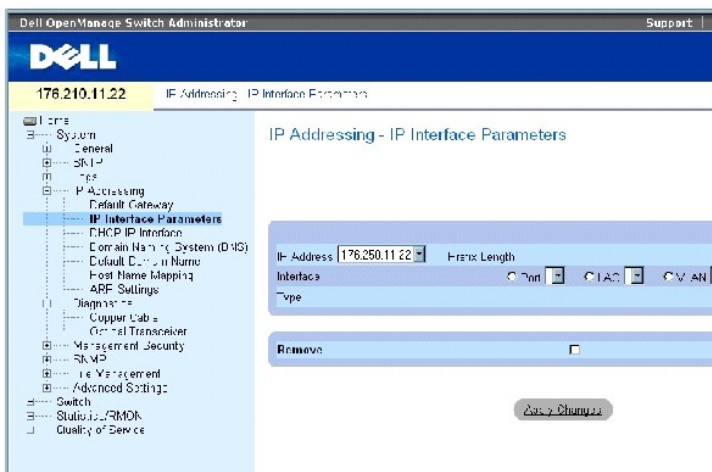 Dell OpenManage Switch Administrator
Support |
DELL
176.210.11.22
IP Addressing - IP Interface Parameters
Home
System
General
SNTP
Logs
IP Addressing
Default Gateway
IP Interface Parameters
DHCP IP Interface
Domain Naming System (DNS)
Default Domain Name
Host Name Mapping
ARP Settings
Diagnostics
Copper Cable
Optical Transceiver
Management Security
SNMP
File Management
Advanced Settings
Switch
Statistics/RMON
Quality of Service
IP Addressing - IP Interface Parameters
IP Address 176.250.11.22 Prefix Length
Interface Port LAG VLAN
Type
Remove
Apply Changes